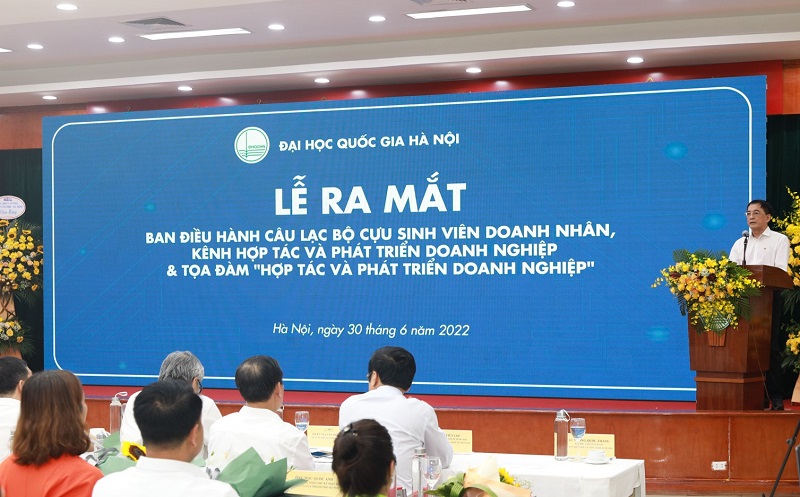 ĐẠI HỌC QUỐC GIA HÀ NỘI
LỄ RA MẮT
BAN ĐIỀU HÀNH CÂU LẠC BỘ CỰU SINH VIÊN DOANH NHÂN,
KÊNH HỢP TÁC VÀ PHÁT TRIỂN DOANH NGHIỆP
& TỌA ĐÀM "HỢP TÁC VÀ PHÁT TRIỂN DOANH NGHIỆP"
Hà Nội, ngày 30 tháng 6 năm 2022